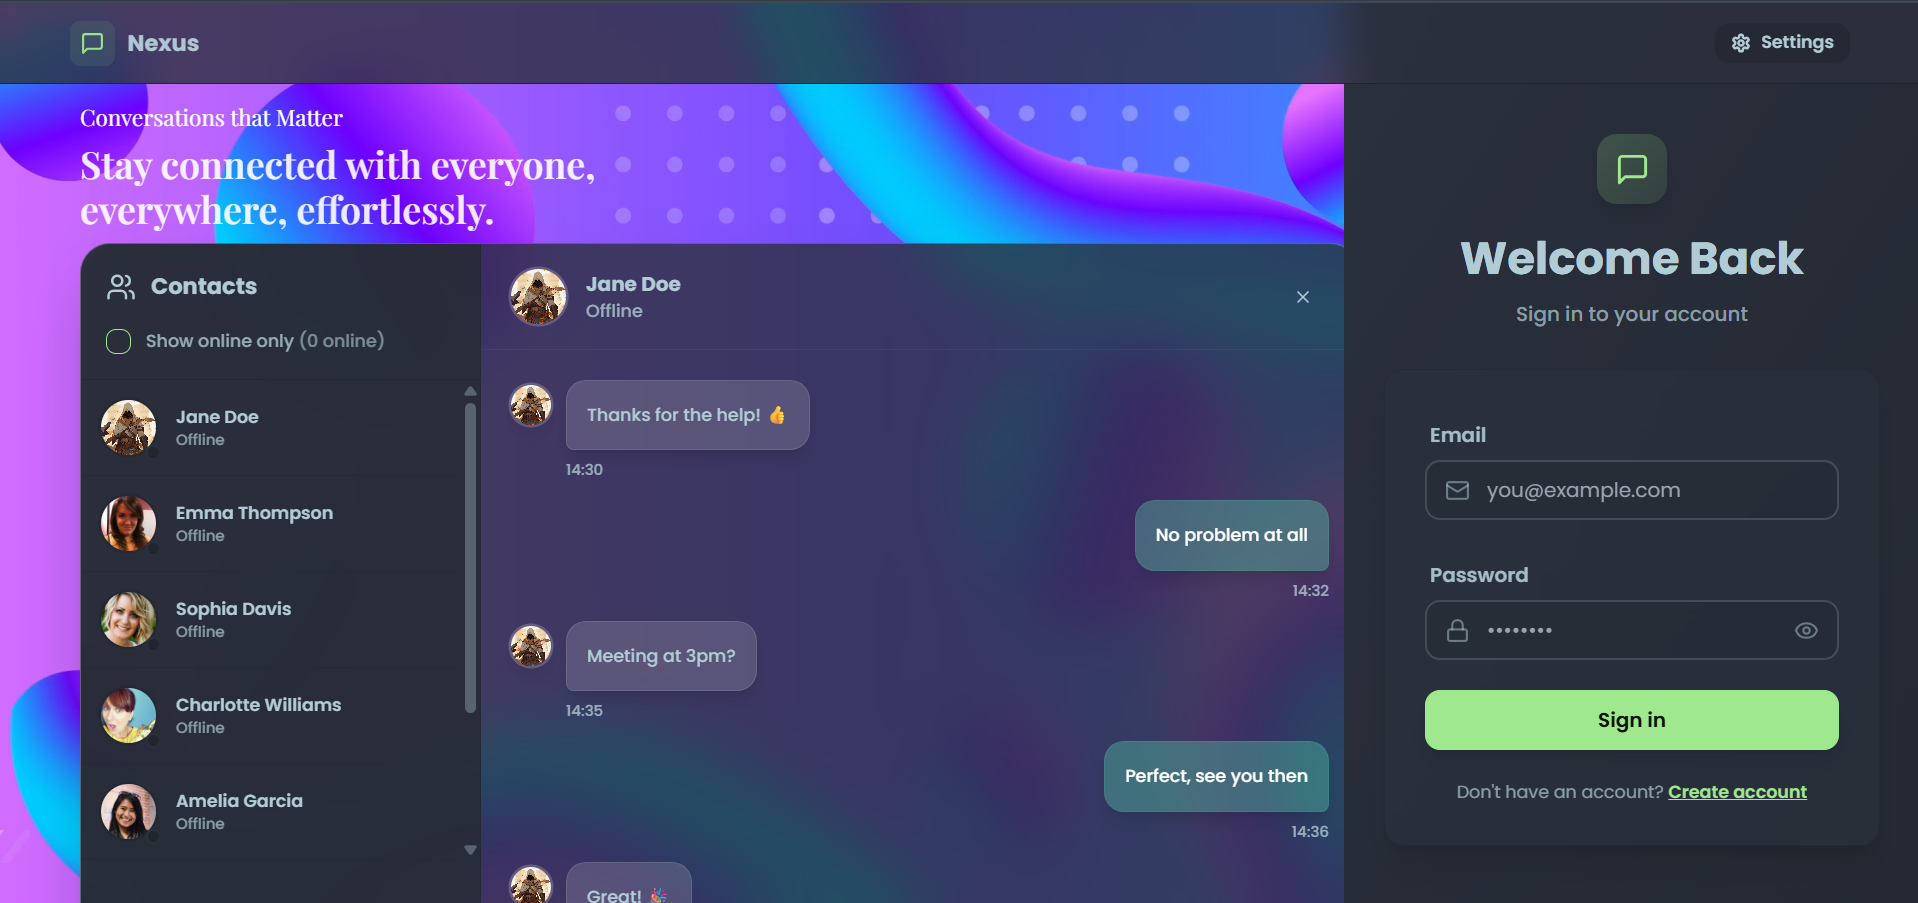 Nexus
Settings
Conversations that Matter
Stay connected with everyone,
everywhere, effortlessly.
Contacts
Show online only (0 online)
Jane Doe
Offline
Emma Thompson
Offline
Sophia Davis
Offline
Charlotte Williams
Offline
Amelia Garcia
Offline
Jane Doe
Offline
Thanks for the help! 👍
14:30
No problem at all
14:32
Meeting at 3pm?
14:35
Perfect, see you then
14:36
Great! 🎉
Welcome Back
Sign in to your account
Email
you@example.com
Password
••••••••
Sign in
Don't have an account? Create account